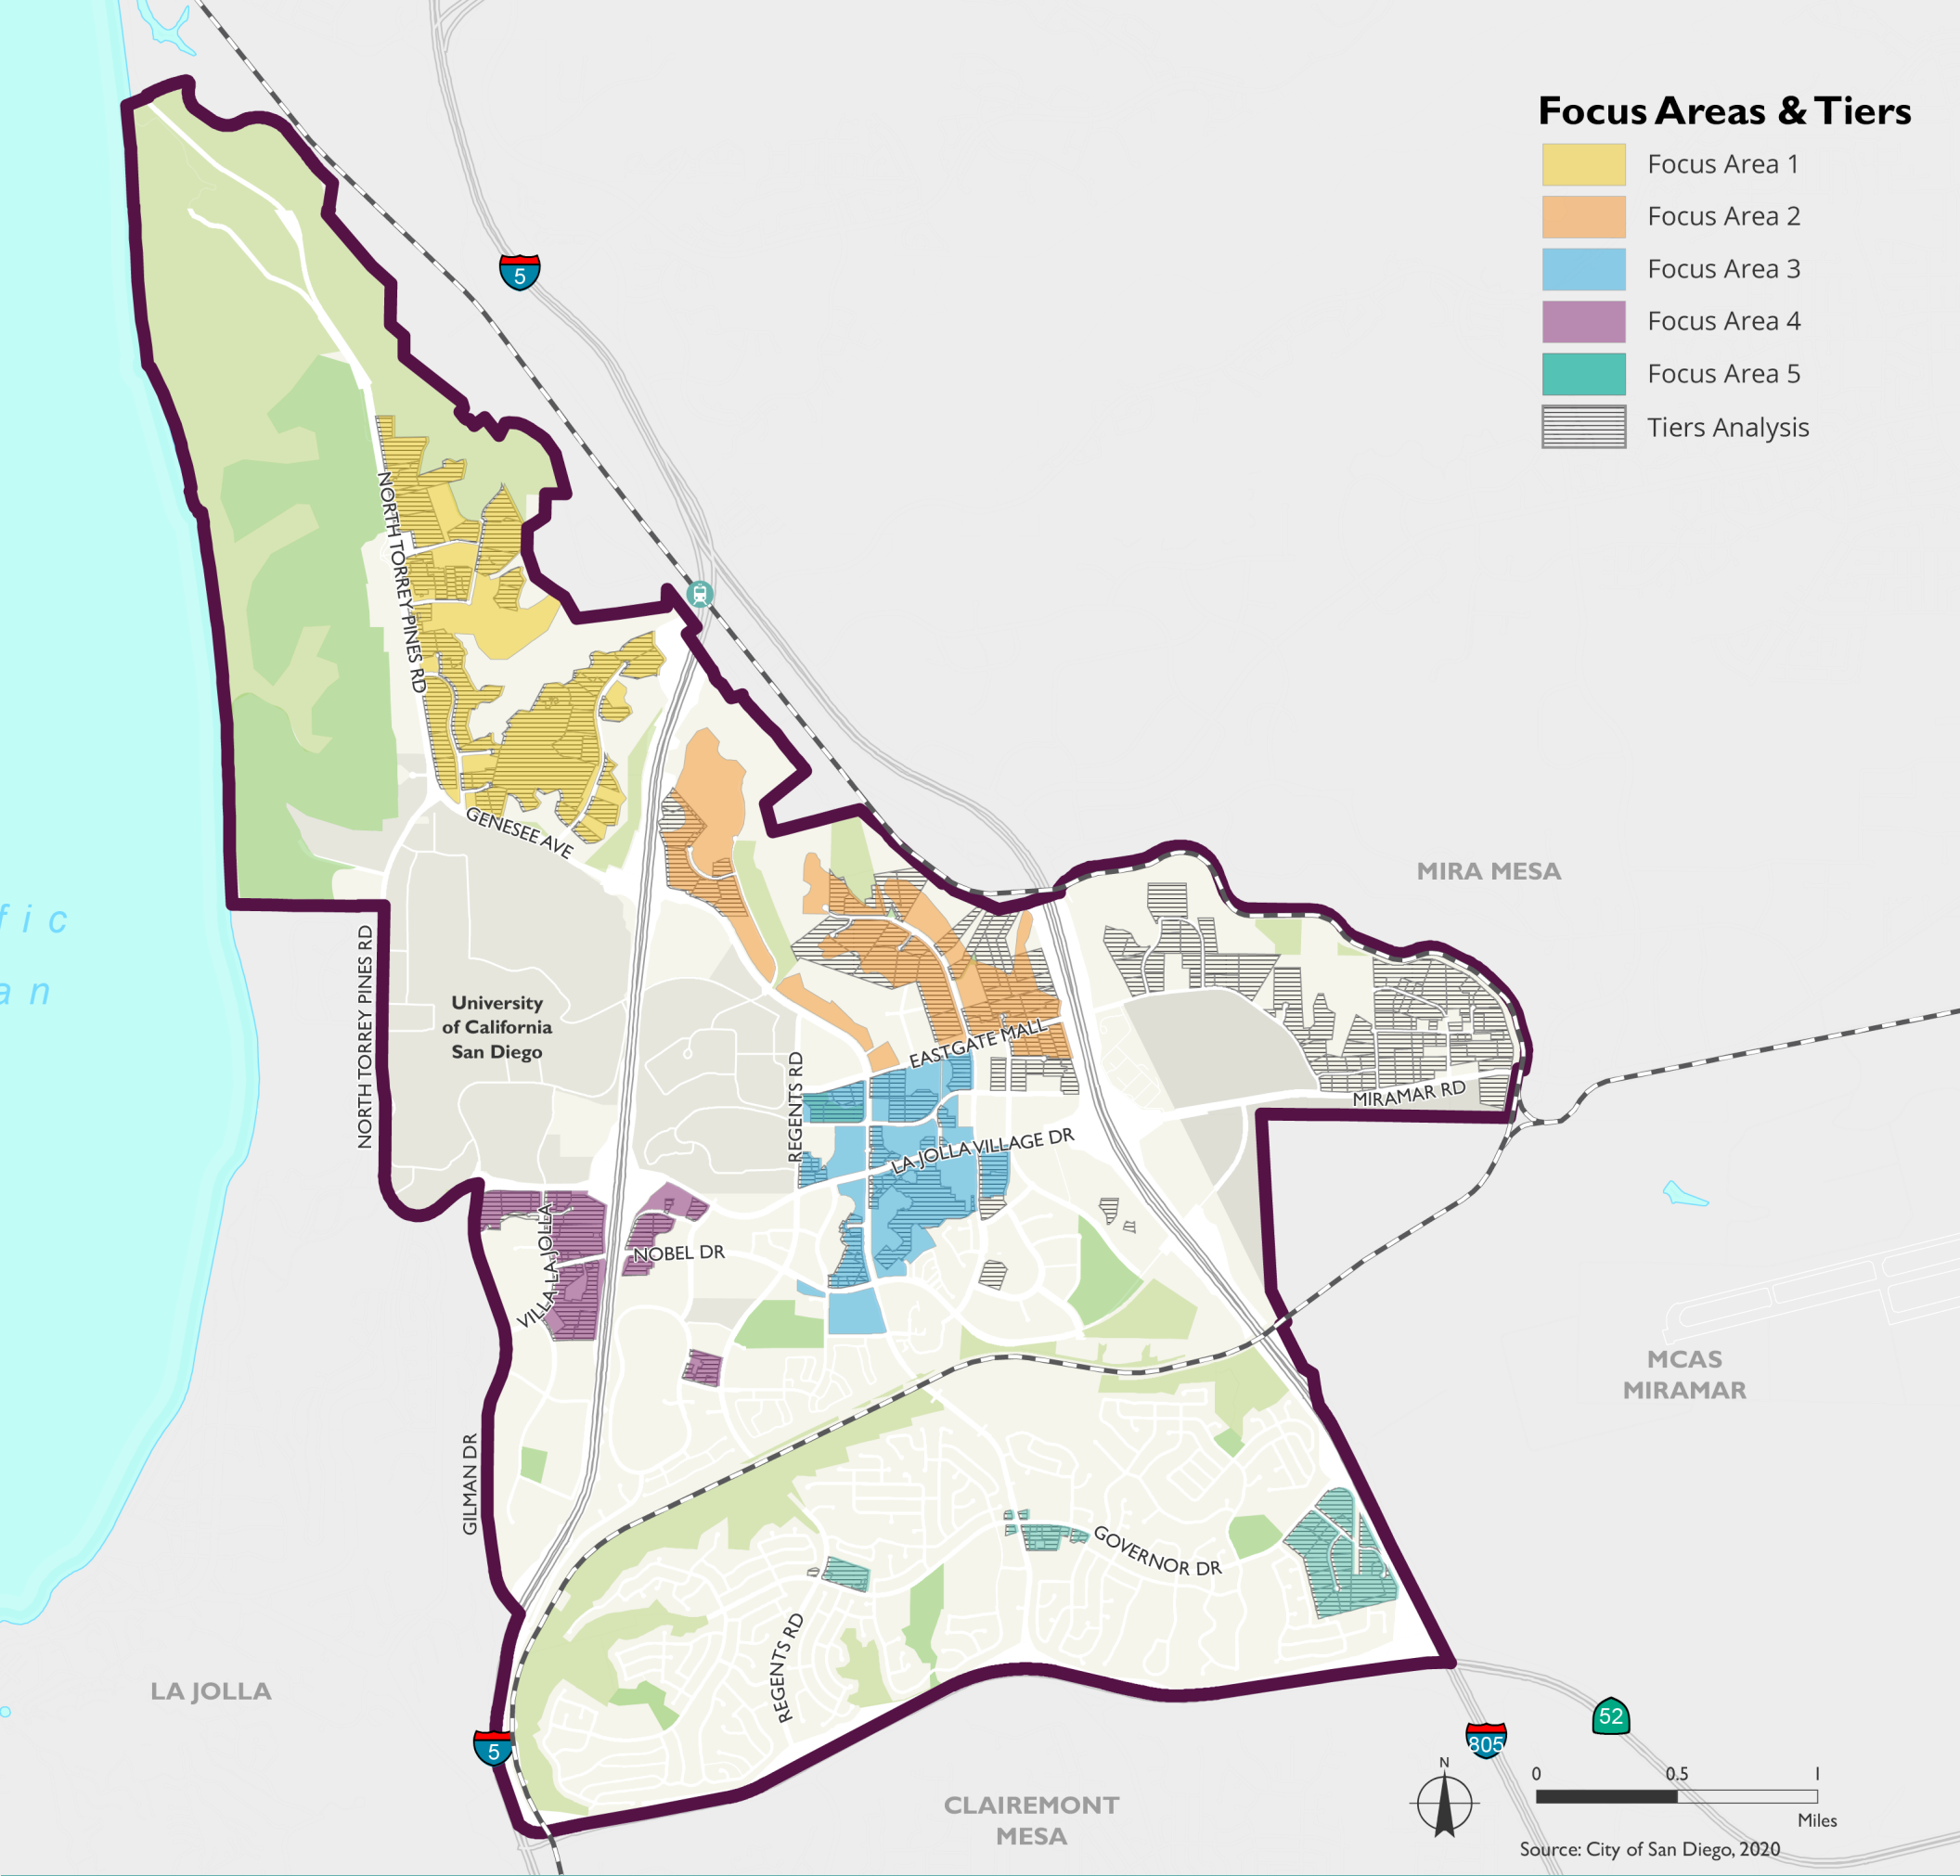 Focus Areas & Tiers
Focus Area 1
Focus Area 2
Focus Area 3
Focus Area 4
Focus Area 5
Tiers Analysis
5
NORTH TORREY PINES RD
GENESEE AVE
MIRA MESA
fic
an
NORTH TORREY PINES RD
University
of California
San Diego
REGENTS RD
EASTGATE MALL
MIRAMAR RD
LA JOLLA VILLAGE DR
VILLA LA JOLLA
NOBEL DR
MCAS
MIRAMAR
GILMAN DR
GOVERNOR DR
REGENTS RD
LA JOLLA
5
52
805
CLAIREMONT
MESA
N
0 0.5 1
Miles
Source: City of San Diego, 2020